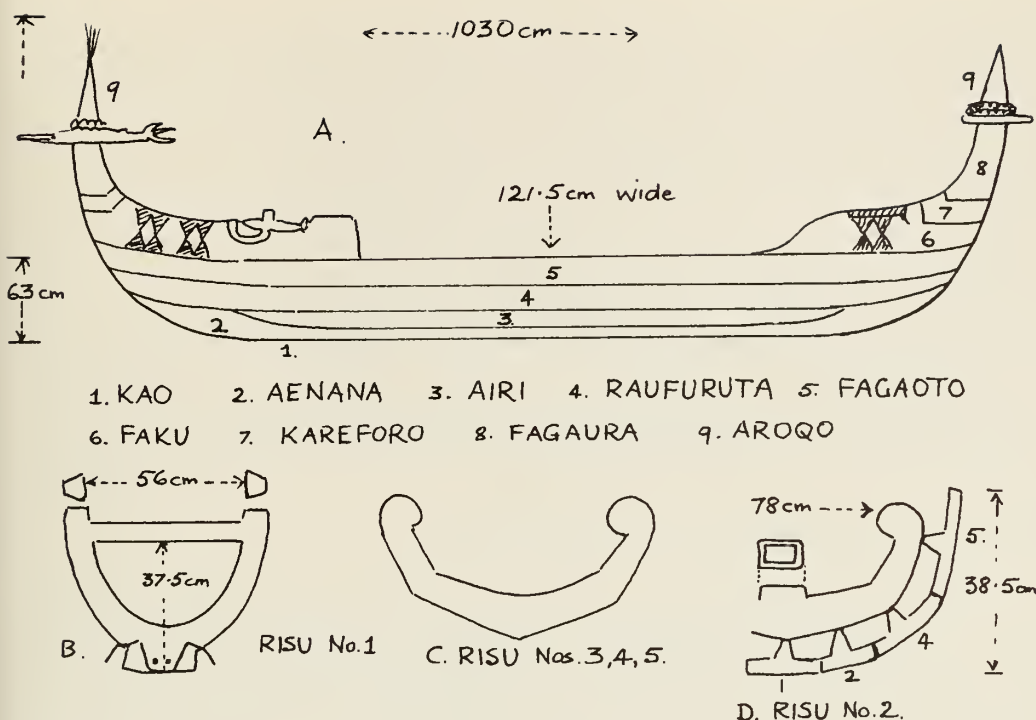 1030cm
9
9
A.
8
121.5cm wide
7
6
5
63cm
4
3.
2
1.
1. KAO 2. AENANA 3. AIRI 4. RAUFURUTA 5. FAGAOTO
6. FAKU 7. KAREFORO 8. FAGAURA 9. AROQO
56cm
78cm
5.
37.5cm
38.5cm
B. RISU No.1
C. RISU Nos. 3,4,5.
4
2
1
D. RISU No.2.